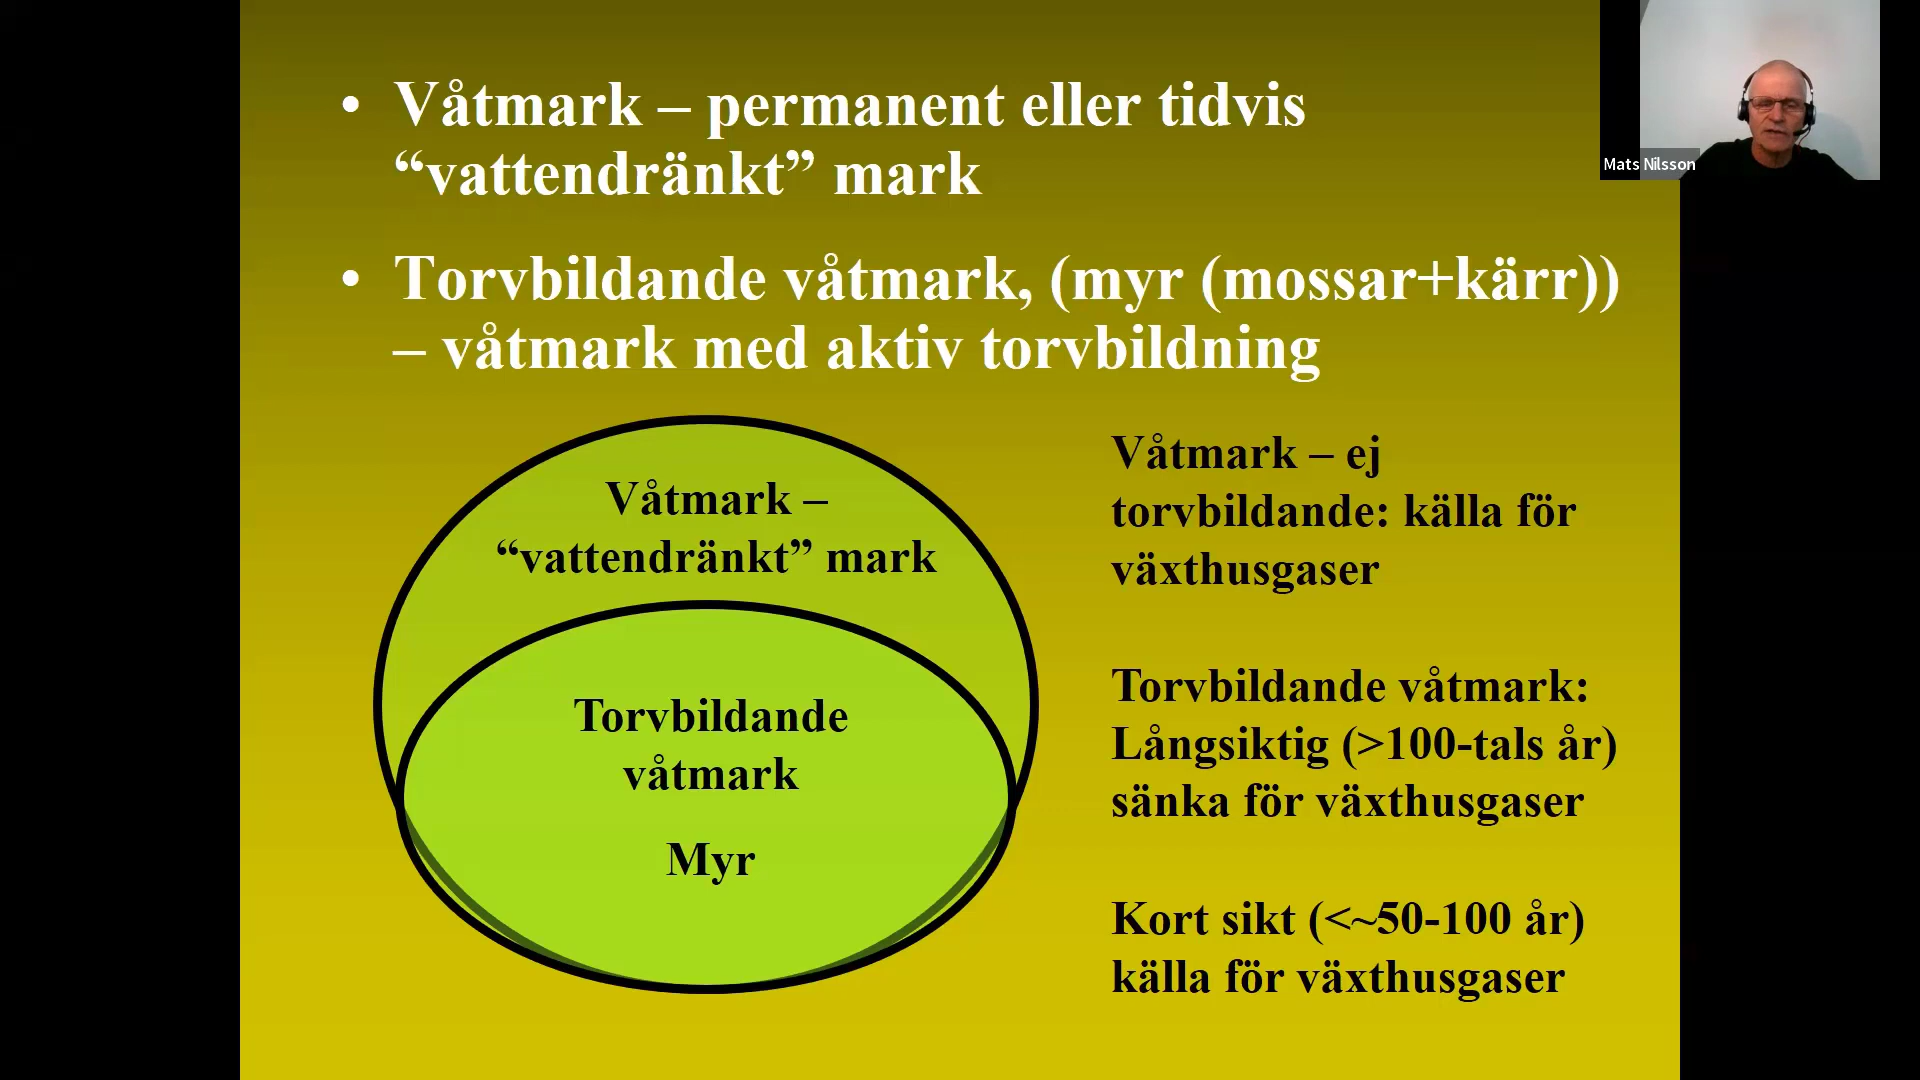 • Våtmark – permanent eller tidvis
“vattendränkt” mark
• Torvbildande våtmark, (myr (mossar+kärr))
– våtmark med aktiv torvbildning
Våtmark –
“vattendränkt” mark
Torvbildande
våtmark
Myr
Våtmark – ej
torvbildande: källa för
växthusgaser
Torvbildande våtmark:
Långsiktig (>100-tals år)
sänka för växthusgaser
Kort sikt (<~50-100 år)
källa för växthusgaser
Mats Nilsson